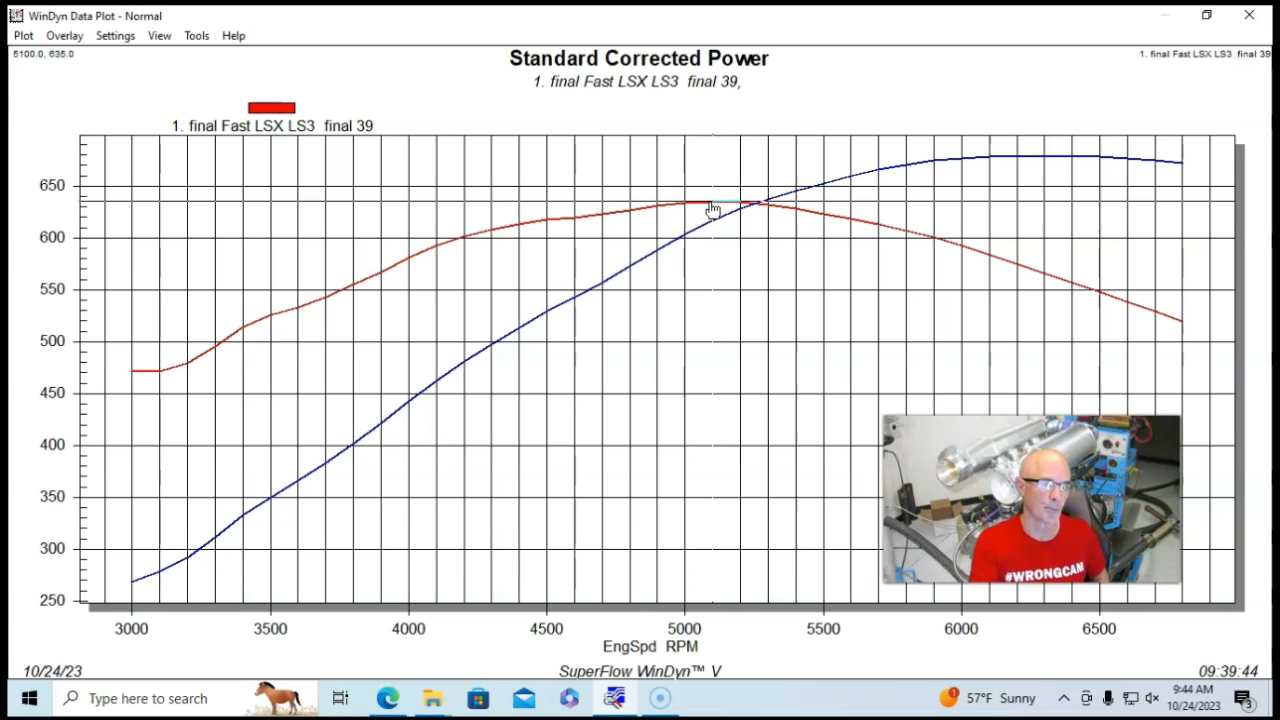 WinDyn Data Plot - Normal
Plot Overlay Settings View Tools Help
5100.0, 635.0
1. final Fast LSX LS3 final 39
Standard Corrected Power
1. final Fast LSX LS3 final 39,
1. final Fast LSX LS3 final 39
650
600
550
500
450
400
350
300
250
#WRONGCAM
3000 3500 4000 4500 5000 5500 6000 6500
EngSpd RPM
10/24/23
SuperFlow WinDyn™ V
09:39:44
Type here to search
1
57°F Sunny
9:44 AM
10/24/2023
3